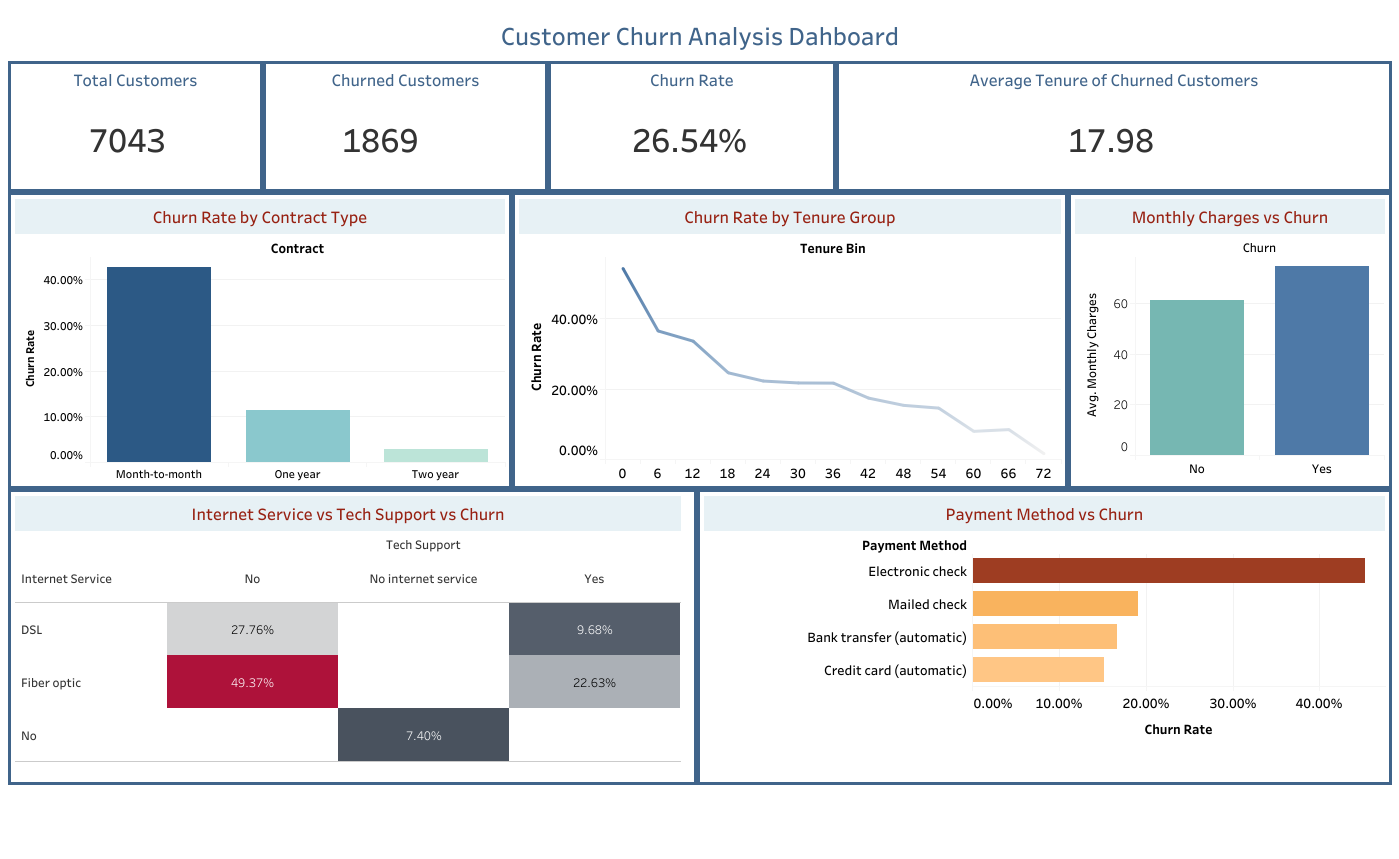 Customer Churn Analysis Dahboard
Total Customers
7043
Churned Customers
1869
Churn Rate
26.54%
Average Tenure of Churned Customers
17.98
Churn Rate by Contract Type
Contract
Churn Rate
40.00%
30.00%
20.00%
10.00%
0.00%
Month-to-month One year Two year
Churn Rate by Tenure Group
Tenure Bin
Churn Rate
40.00%
20.00%
0.00%
0 6 12 18 24 30 36 42 48 54 60 66 72
Monthly Charges vs Churn
Churn
Avg. Monthly Charges
60
40
20
0
No Yes
Internet Service vs Tech Support vs Churn
Tech Support
Internet Service No No internet service Yes
DSL 27.76% 9.68%
Fiber optic 49.37% 22.63%
No 7.40%
Payment Method vs Churn
Payment Method
Electronic check
Mailed check
Bank transfer (automatic)
Credit card (automatic)
0.00% 10.00% 20.00% 30.00% 40.00%
Churn Rate